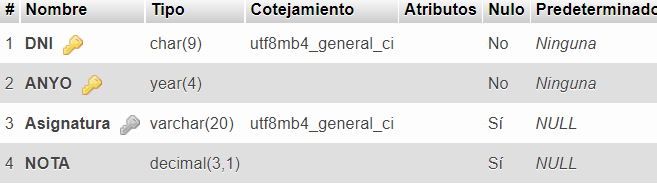 # Nombre Tipo Cotejamiento Atributos Nulo Predeterminado
1 DNI char(9) utf8mb4_general_ci No Ninguna
2 ANYO year(4) No Ninguna
3 Asignatura varchar(20) utf8mb4_general_ci Sí NULL
4 NOTA decimal(3,1) Sí NULL